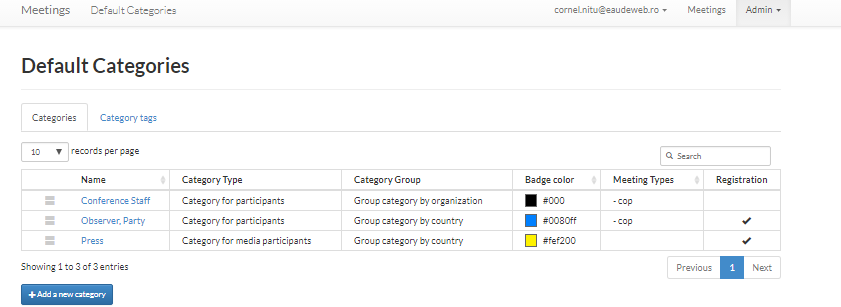 Meetings Default Categories cornel.nitu@eaudeweb.ro Meetings Admin
Default Categories
Categories Category tags
10 records per page Search
Name Category Type Category Group Badge color Meeting Types Registration
Conference Staff Category for participants Group category by organization #000 - cop
Observer, Party Category for participants Group category by country #0080ff - cop
Press Category for media participants Group category by country #fef200
Showing 1 to 3 of 3 entries Previous 1 Next
+ Add a new category